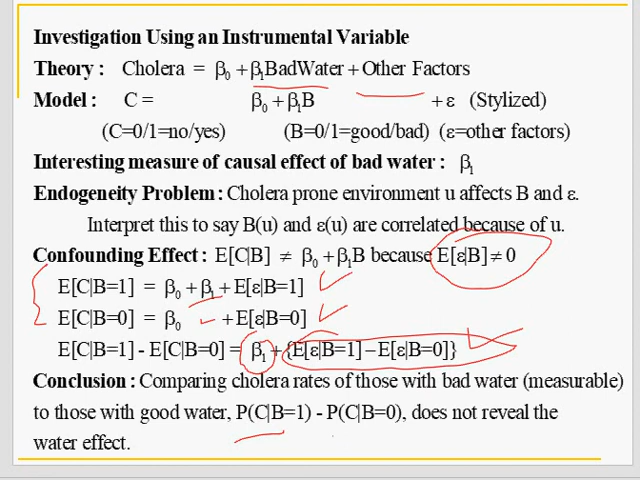 Investigation Using an Instrumental Variable
Theory : Cholera = β₀ + β₁BadWater + Other Factors
Model : C = β₀ + β₁B + ε (Stylized)
(C=0/1=no/yes) (B=0/1=good/bad) (ε=other factors)
Interesting measure of causal effect of bad water : β₁
Endogeneity Problem : Cholera prone environment u affects B and ε.
Interpret this to say B(u) and ε(u) are correlated because of u.
Confounding Effect : E[C|B] ≠ β₀ + β₁B because E[ε|B] ≠ 0
E[C|B=1] = β₀ + β₁ + E[ε|B=1]
E[C|B=0] = β₀ + E[ε|B=0]
E[C|B=1] - E[C|B=0] = β₁ + {E[ε|B=1] – E[ε|B=0]}
Conclusion : Comparing cholera rates of those with bad water (measurable)
to those with good water, P(C|B=1) - P(C|B=0), does not reveal the
water effect.